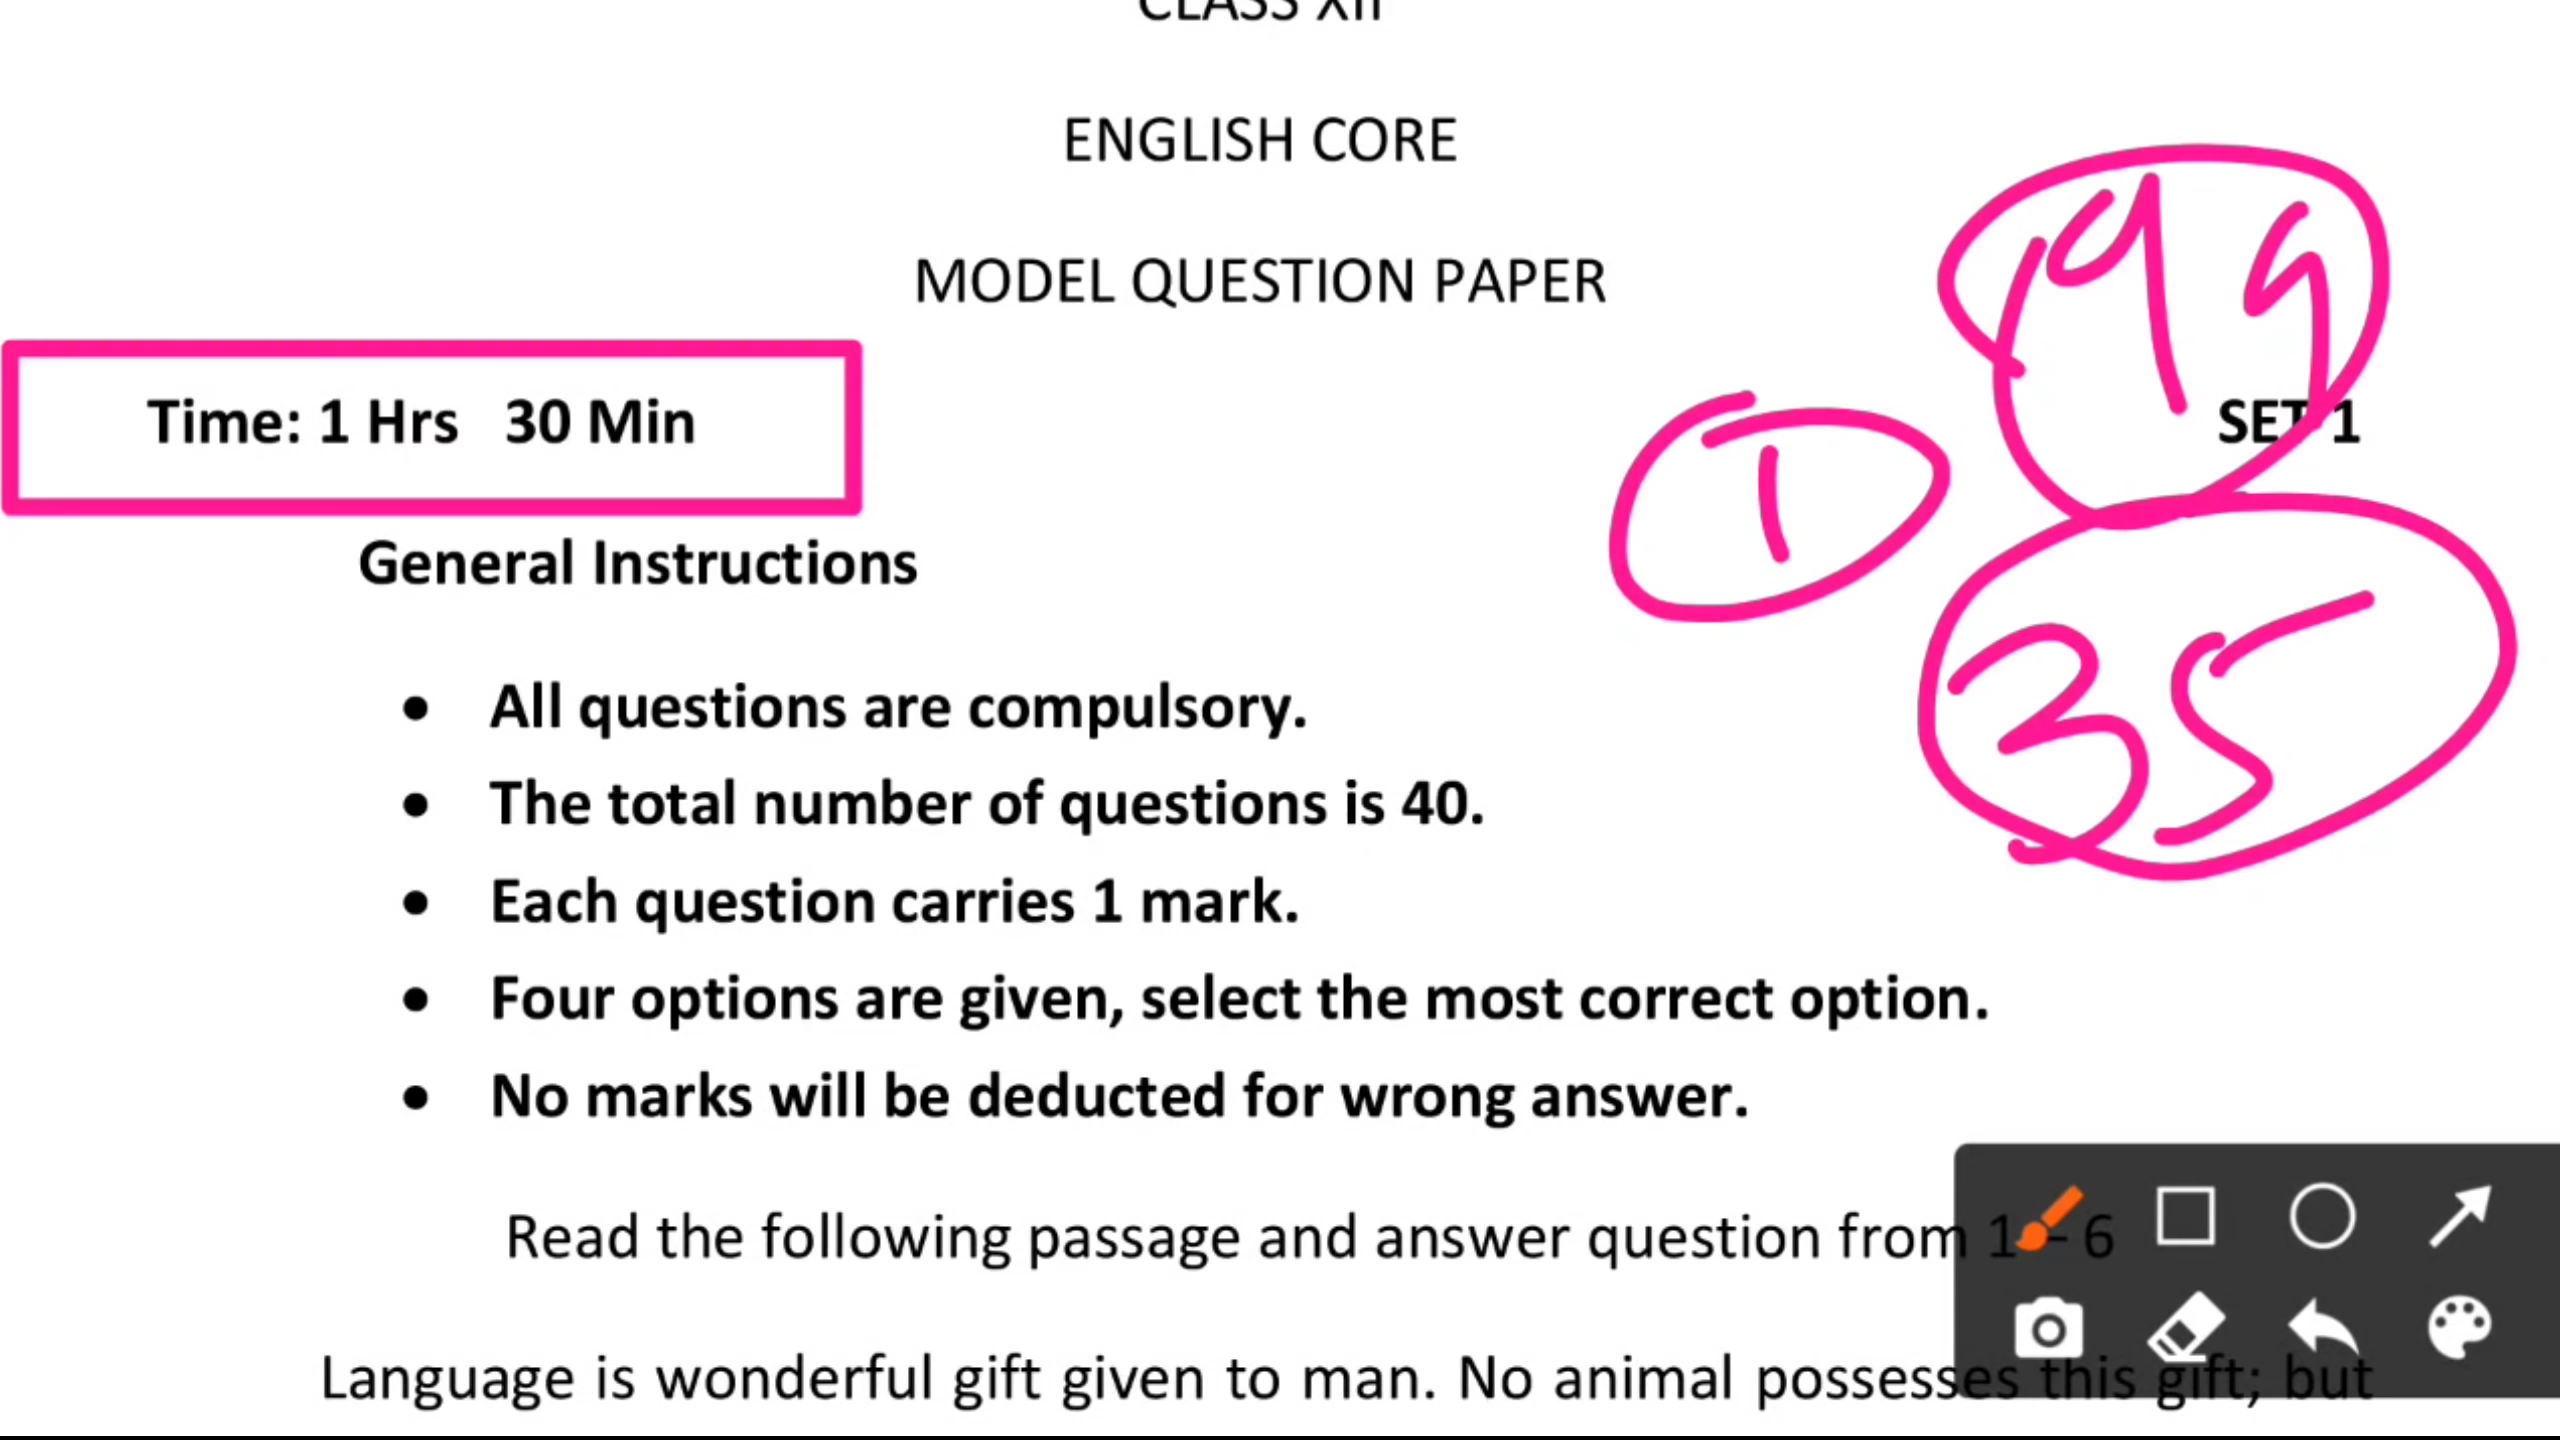 CLASS XII
ENGLISH CORE
MODEL QUESTION PAPER
Time: 1 Hrs 30 Min
SET 1
1
35
General Instructions
• All questions are compulsory.
• The total number of questions is 40.
• Each question carries 1 mark.
• Four options are given, select the most correct option.
• No marks will be deducted for wrong answer.
Read the following passage and answer question from 1 – 6
Language is wonderful gift given to man. No animal possesses this gift; but